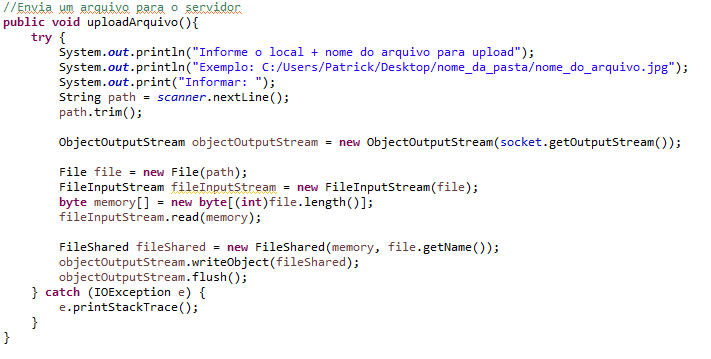 //Envia um arquivo para o servidor
public void uploadArquivo(){
    try {
        System.out.println("Informe o local + nome do arquivo para upload");
        System.out.println("Exemplo: C:/Users/Patrick/Desktop/nome_da_pasta/nome_do_arquivo.jpg");
        System.out.print("Informar: ");
        String path = scanner.nextLine();
        path.trim();

        ObjectOutputStream objectOutputStream = new ObjectOutputStream(socket.getOutputStream());

        File file = new File(path);
        FileInputStream fileInputStream = new FileInputStream(file);
        byte memory[] = new byte[(int)file.length()];
        fileInputStream.read(memory);

        FileShared fileShared = new FileShared(memory, file.getName());
        objectOutputStream.writeObject(fileShared);
        objectOutputStream.flush();
    } catch (IOException e) {
        e.printStackTrace();
    }
}